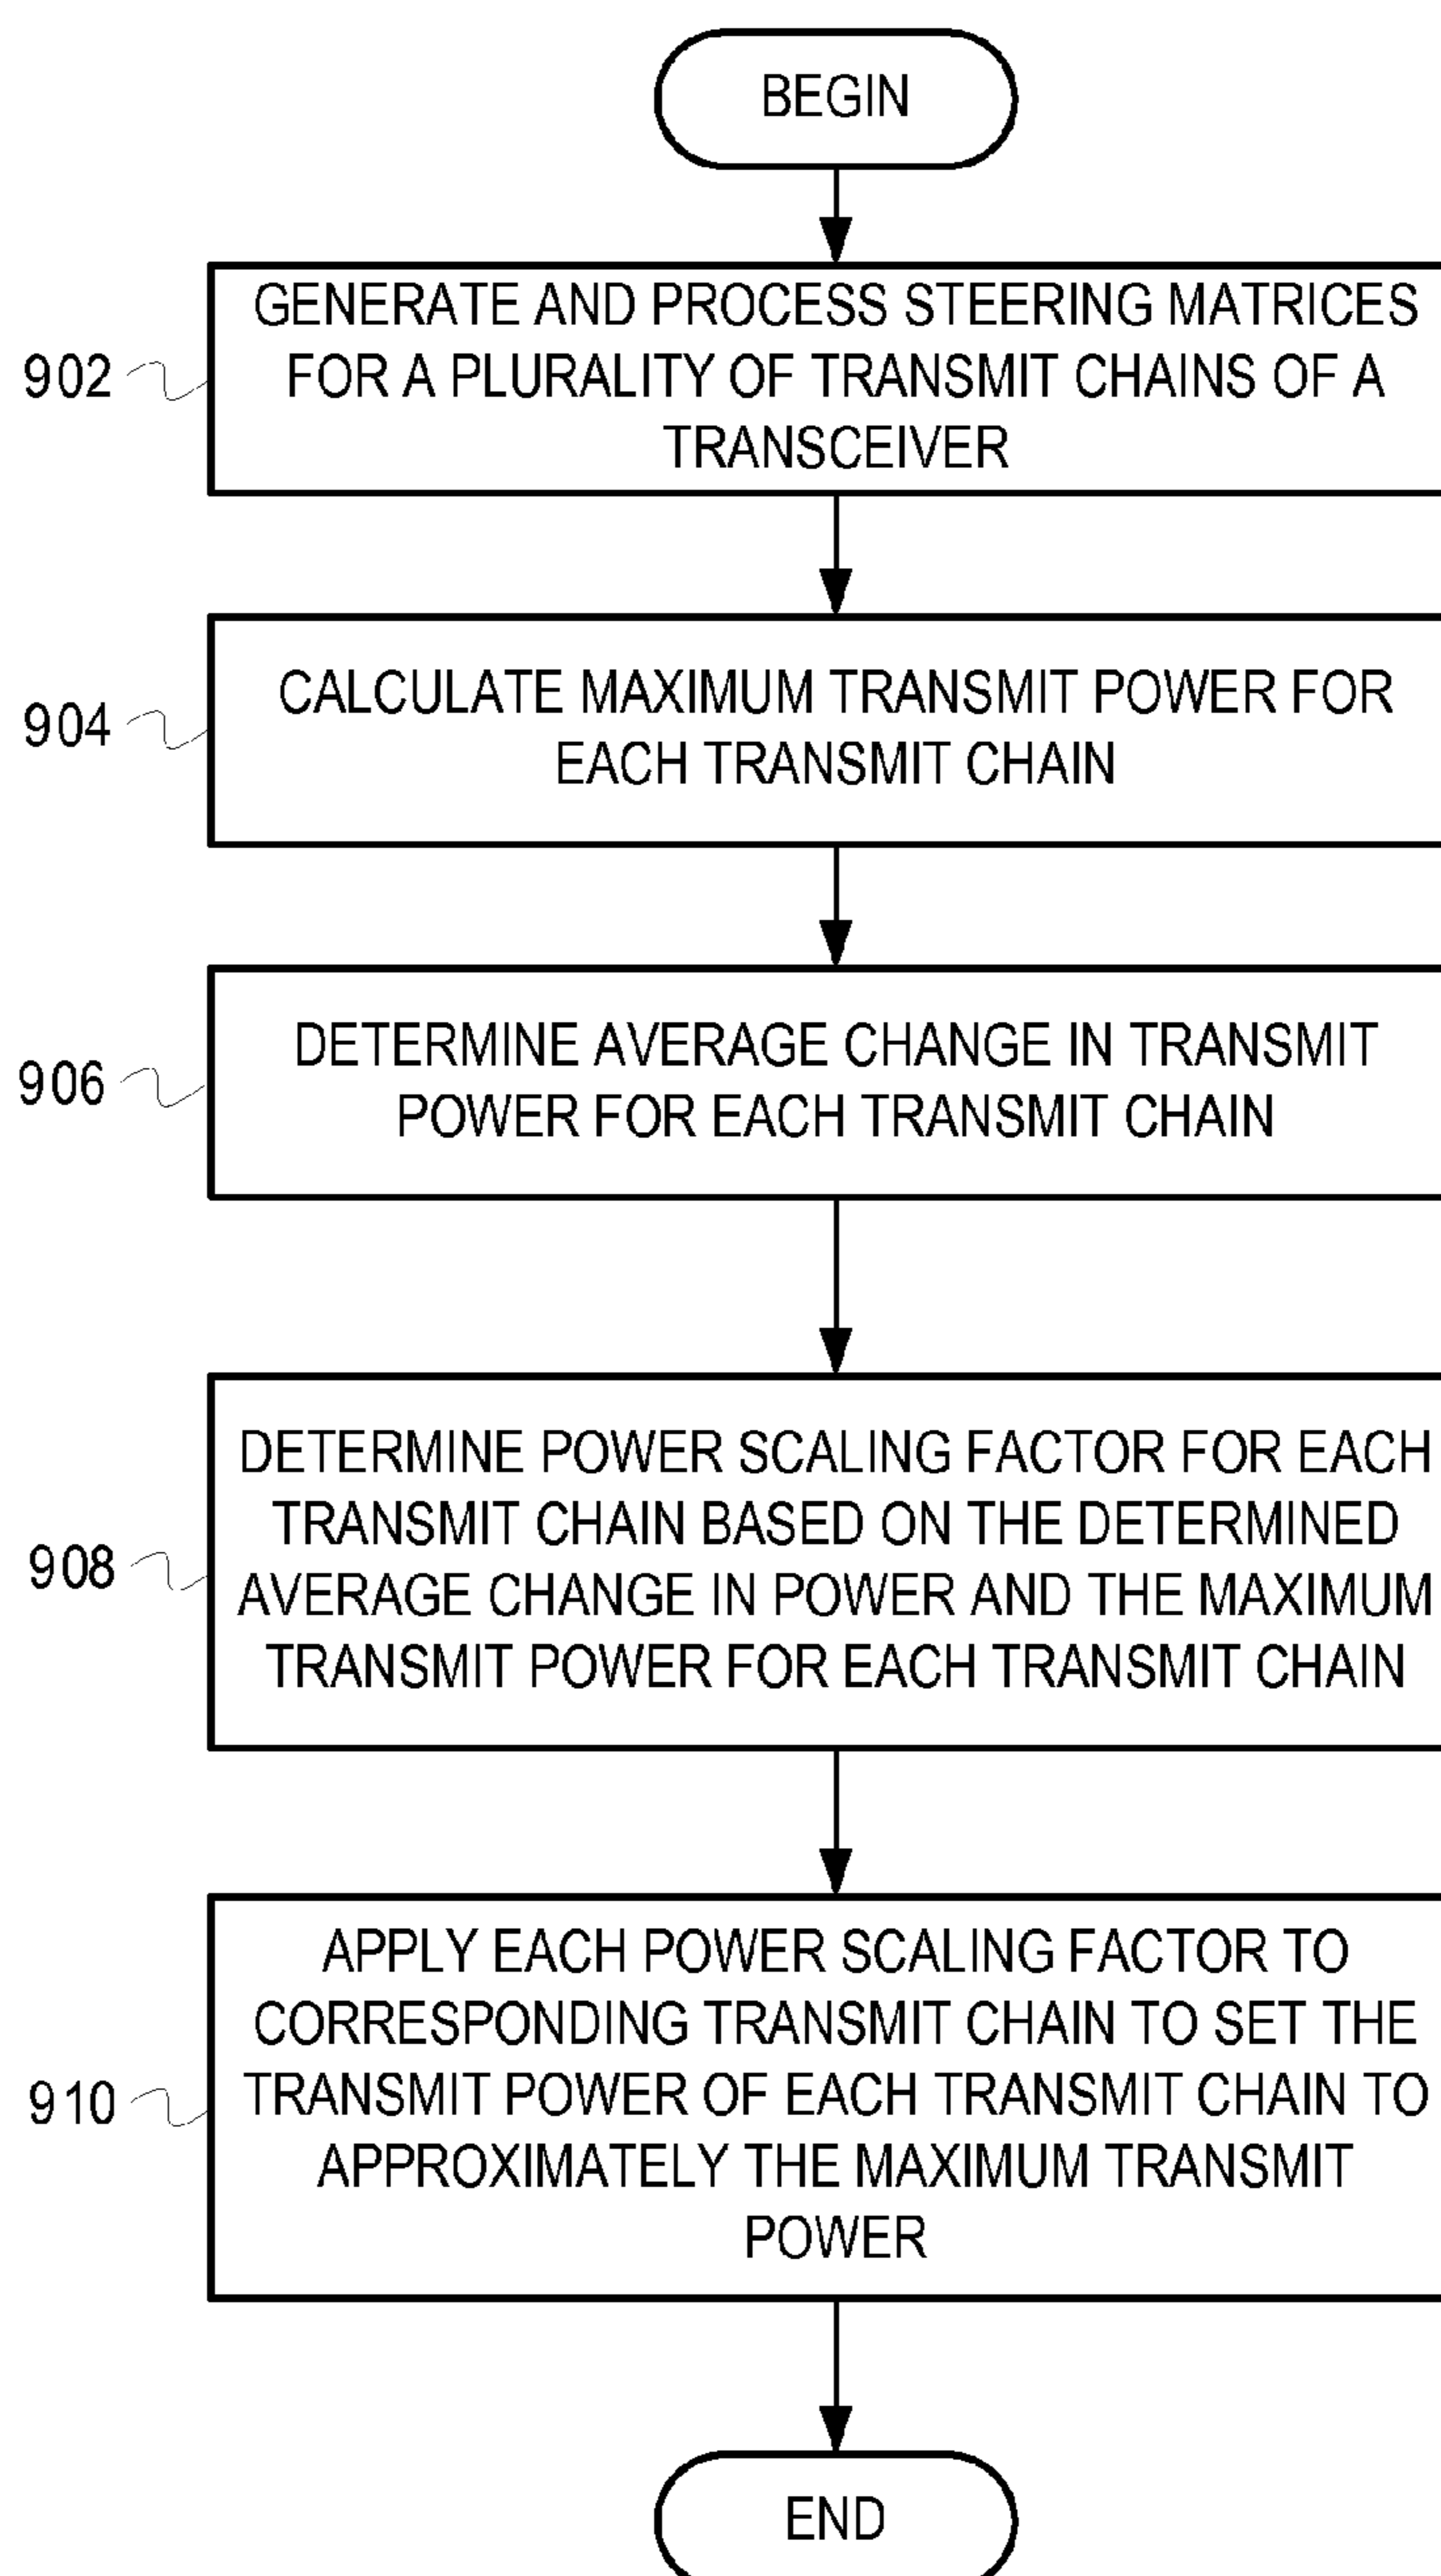 BEGIN
902
GENERATE AND PROCESS STEERING MATRICES
FOR A PLURALITY OF TRANSMIT CHAINS OF A
TRANSCEIVER
904
CALCULATE MAXIMUM TRANSMIT POWER FOR
EACH TRANSMIT CHAIN
906
DETERMINE AVERAGE CHANGE IN TRANSMIT
POWER FOR EACH TRANSMIT CHAIN
908
DETERMINE POWER SCALING FACTOR FOR EACH
TRANSMIT CHAIN BASED ON THE DETERMINED
AVERAGE CHANGE IN POWER AND THE MAXIMUM
TRANSMIT POWER FOR EACH TRANSMIT CHAIN
910
APPLY EACH POWER SCALING FACTOR TO
CORRESPONDING TRANSMIT CHAIN TO SET THE
TRANSMIT POWER OF EACH TRANSMIT CHAIN TO
APPROXIMATELY THE MAXIMUM TRANSMIT
POWER
END